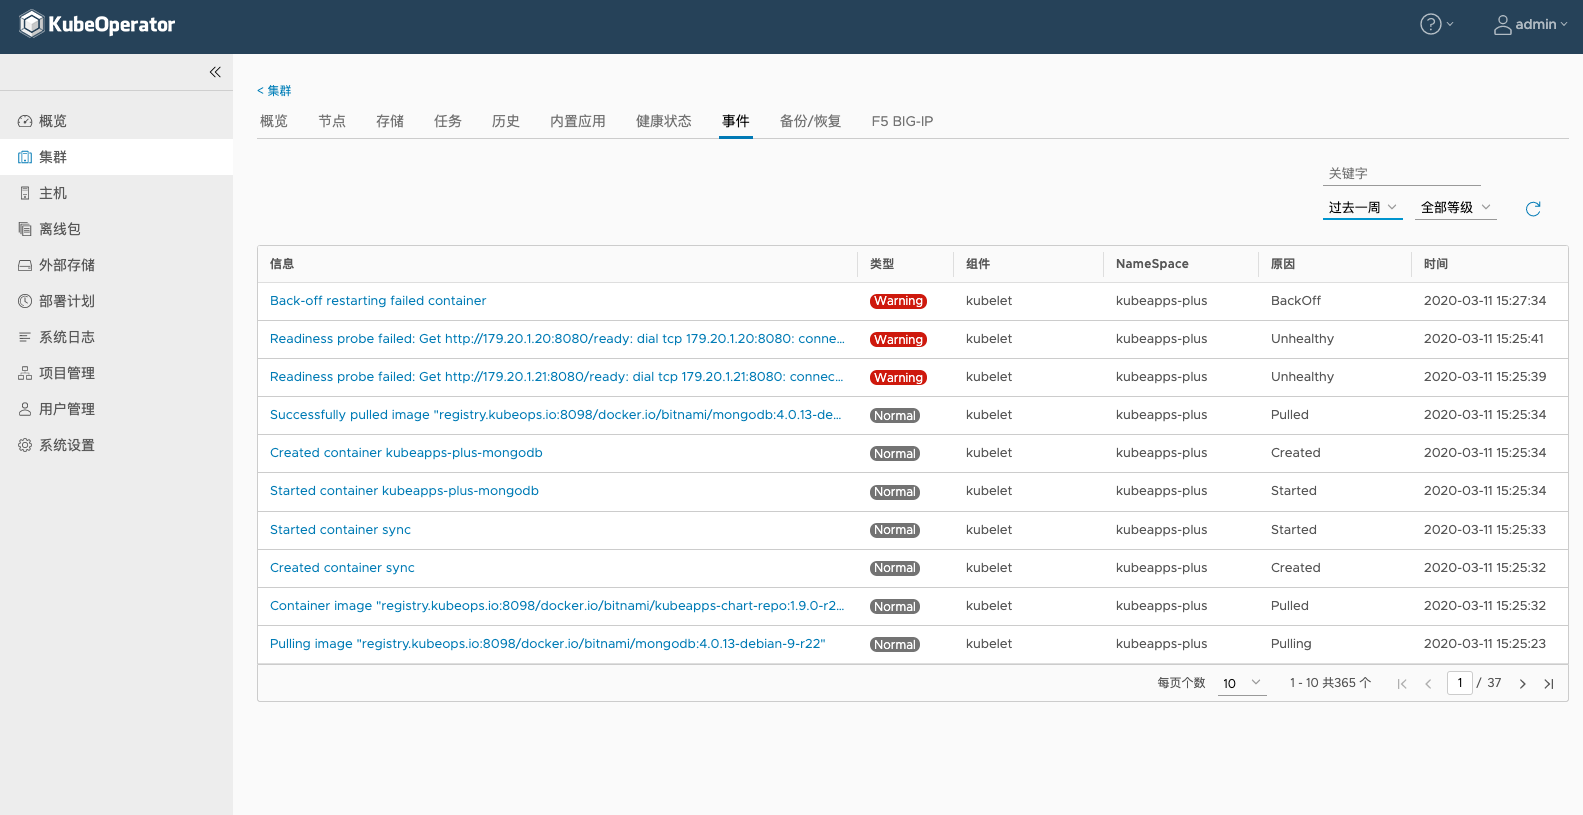 KubeOperator
admin
< 集群
概览
节点
存储
任务
历史
内置应用
健康状态
事件
备份/恢复
F5 BIG-IP
概览
集群
主机
离线包
外部存储
部署计划
系统日志
项目管理
用户管理
系统设置
关键字
过去一周 全部等级
信息 类型 组件 NameSpace 原因 时间
Back-off restarting failed container Warning kubelet kubeapps-plus BackOff 2020-03-11 15:27:34
Readiness probe failed: Get http://179.20.1.20:8080/ready: dial tcp 179.20.1.20:8080: conne... Warning kubelet kubeapps-plus Unhealthy 2020-03-11 15:25:41
Readiness probe failed: Get http://179.20.1.21:8080/ready: dial tcp 179.20.1.21:8080: connec... Warning kubelet kubeapps-plus Unhealthy 2020-03-11 15:25:39
Successfully pulled image "registry.kubeops.io:8098/docker.io/bitnami/mongodb:4.0.13-de... Normal kubelet kubeapps-plus Pulled 2020-03-11 15:25:34
Created container kubeapps-plus-mongodb Normal kubelet kubeapps-plus Created 2020-03-11 15:25:34
Started container kubeapps-plus-mongodb Normal kubelet kubeapps-plus Started 2020-03-11 15:25:34
Started container sync Normal kubelet kubeapps-plus Started 2020-03-11 15:25:33
Created container sync Normal kubelet kubeapps-plus Created 2020-03-11 15:25:32
Container image "registry.kubeops.io:8098/docker.io/bitnami/kubeapps-chart-repo:1.9.0-r2... Normal kubelet kubeapps-plus Pulled 2020-03-11 15:25:32
Pulling image "registry.kubeops.io:8098/docker.io/bitnami/mongodb:4.0.13-debian-9-r22" Normal kubelet kubeapps-plus Pulling 2020-03-11 15:25:23
每页个数 10 1 - 10 共365 个 1 / 37